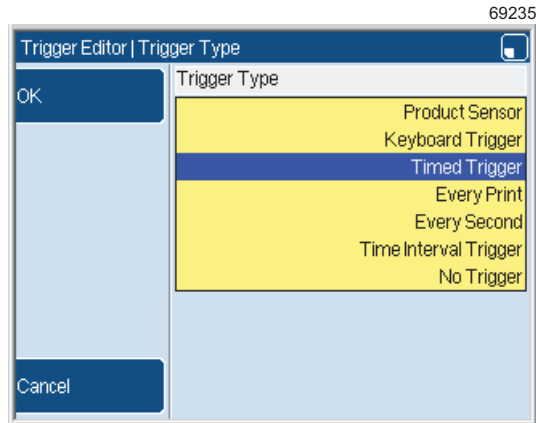 69235
Trigger Editor | Trigger Type
OK
Trigger Type
Product Sensor
Keyboard Trigger
Timed Trigger
Every Print
Every Second
Time Interval Trigger
No Trigger
Cancel